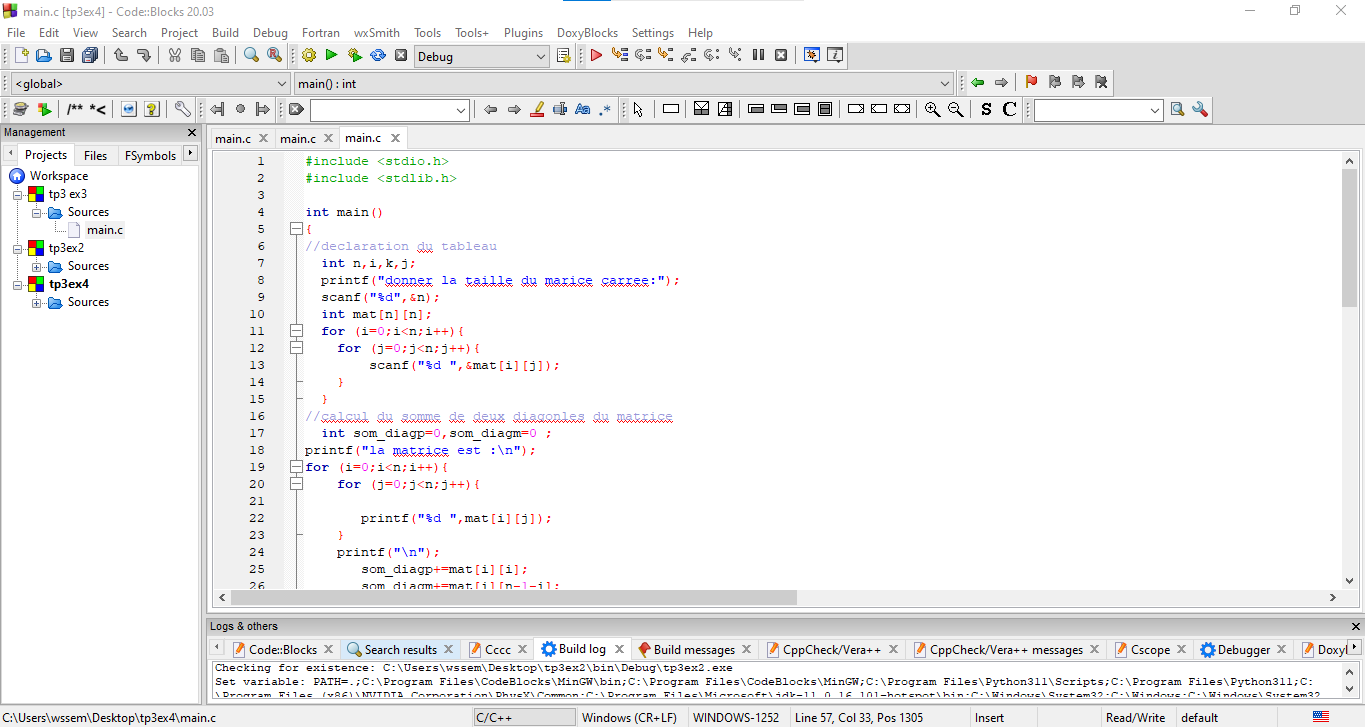 main.c [tp3ex4] - Code::Blocks 20.03
File Edit View Search Project Build Debug Fortran wxSmith Tools Tools+ Plugins DoxyBlocks Settings Help
Debug
<global> main() : int
/** *< Aa .* S C
Management
Projects Files FSymbols
Workspace
tp3 ex3
Sources
main.c
tp3ex2
Sources
tp3ex4
Sources
main.c main.c main.c
1 #include <stdio.h>
2 #include <stdlib.h>
3
4 int main()
5 {
6 //declaration du tableau
7 int n,i,k,j;
8 printf("donner la taille du marice carree:");
9 scanf("%d",&n);
10 int mat[n][n];
11 for (i=0;i<n;i++){
12 for (j=0;j<n;j++){
13 scanf("%d ",&mat[i][j]);
14 }
15 }
16 //calcul du somme de deux diagonles du matrice
17 int som_diagp=0,som_diagm=0 ;
18 printf("la matrice est :\n");
19 for (i=0;i<n;i++){
20 for (j=0;j<n;j++){
21
22 printf("%d ",mat[i][j]);
23 }
24 printf("\n");
25 som_diagp+=mat[i][i];
26 som_diagm+=mat[i][n-1-i];
Logs & others
Code::Blocks Search results Cccc Build log Build messages CppCheck/Vera++ CppCheck/Vera++ messages Cscope Debugger Doxyl
Checking for existence: C:\Users\wssem\Desktop\tp3ex2\bin\Debug\tp3ex2.exe
Set variable: PATH=.;C:\Program Files\CodeBlocks\MinGW\bin;C:\Program Files\CodeBlocks\MinGW;C:\Program Files\Python311\Scripts;C:\Program Files\Python311;C:
\Program Files (x86)\NVIDIA Corporation\PhysX\Common;C:\Program Files\Microsoft\jdk-11.0.16.101-hotspot\bin;C:\Windows\System32;C:\Windows;C:\Windows\System32
C:\Users\wssem\Desktop\tp3ex4\main.c C/C++ Windows (CR+LF) WINDOWS-1252 Line 57, Col 33, Pos 1305 Insert Read/Write default